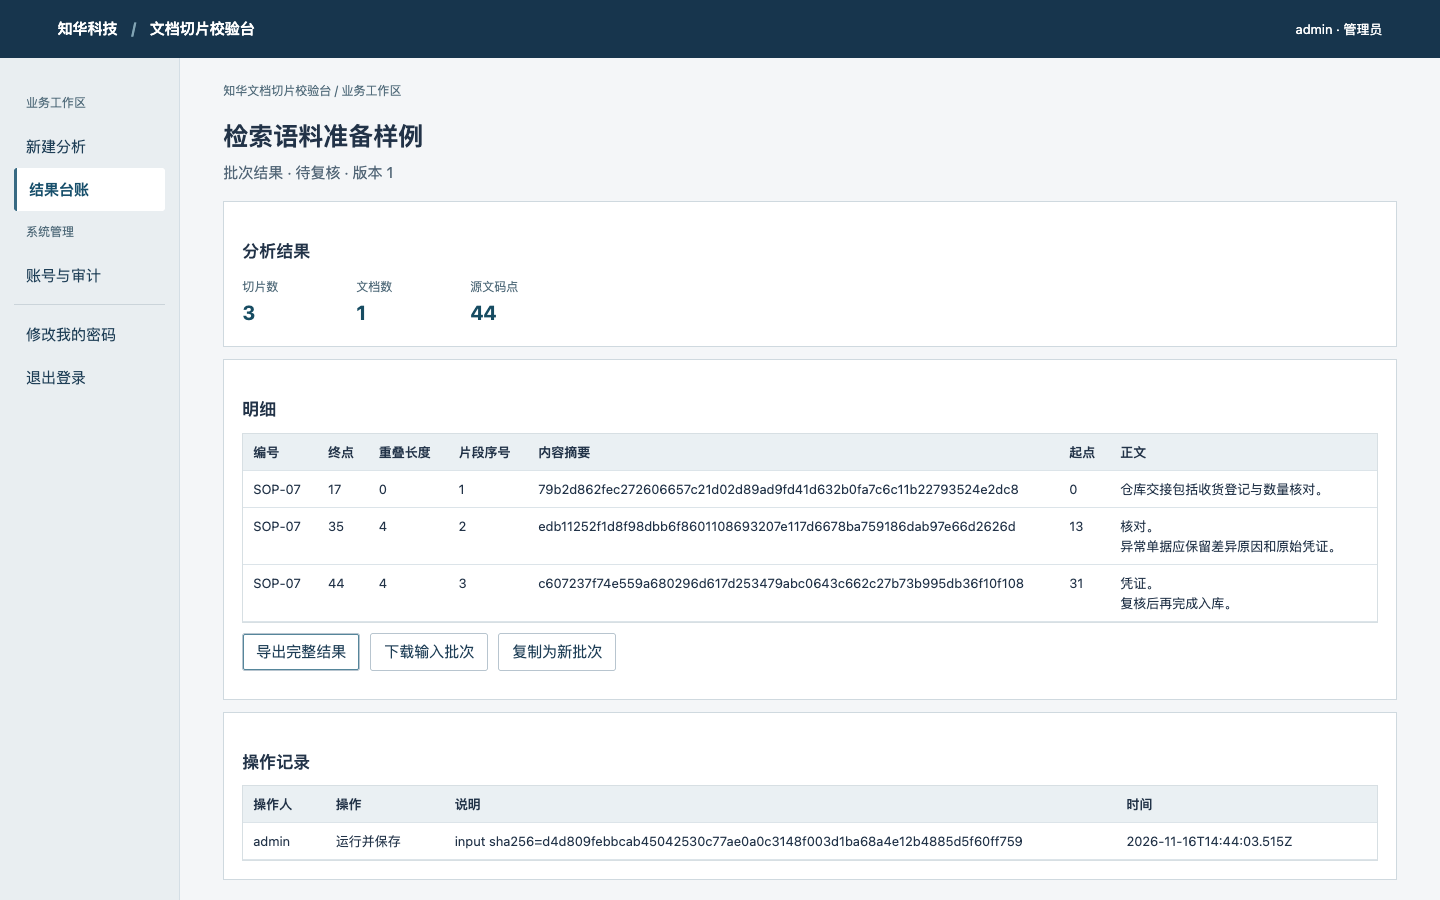 知华科技 / 文档切片校验台
admin · 管理员
业务工作区
新建分析
结果台账
系统管理
账号与审计
修改我的密码
退出登录
知华文档切片校验台 / 业务工作区
检索语料准备样例
批次结果 · 待复核 · 版本 1
分析结果
切片数 文档数 源文码点
3 1 44
明细
编号 终点 重叠长度 片段序号 内容摘要 起点 正文
SOP-07 17 0 1 79b2d862fec272606657c21d02d89ad9fd41d632b0fa7c6c11b22793524e2dc8 0 仓库交接包括收货登记与数量核对。
SOP-07 35 4 2 edb11252f1d8f98dbb6f8601108693207e117d6678ba759186dab97e66d2626d 13 核对。
异常单据应保留差异原因和原始凭证。
SOP-07 44 4 3 c607237f74e559a680296d617d253479abc0643c662c27b73b995db36f10f108 31 凭证。
复核后再完成入库。
导出完整结果 下载输入批次 复制为新批次
操作记录
操作人 操作 说明 时间
admin 运行并保存 input sha256=d4d809febbcab45042530c77ae0a0c3148f003d1ba68a4e12b4885d5f60ff759 2026-11-16T14:44:03.515Z